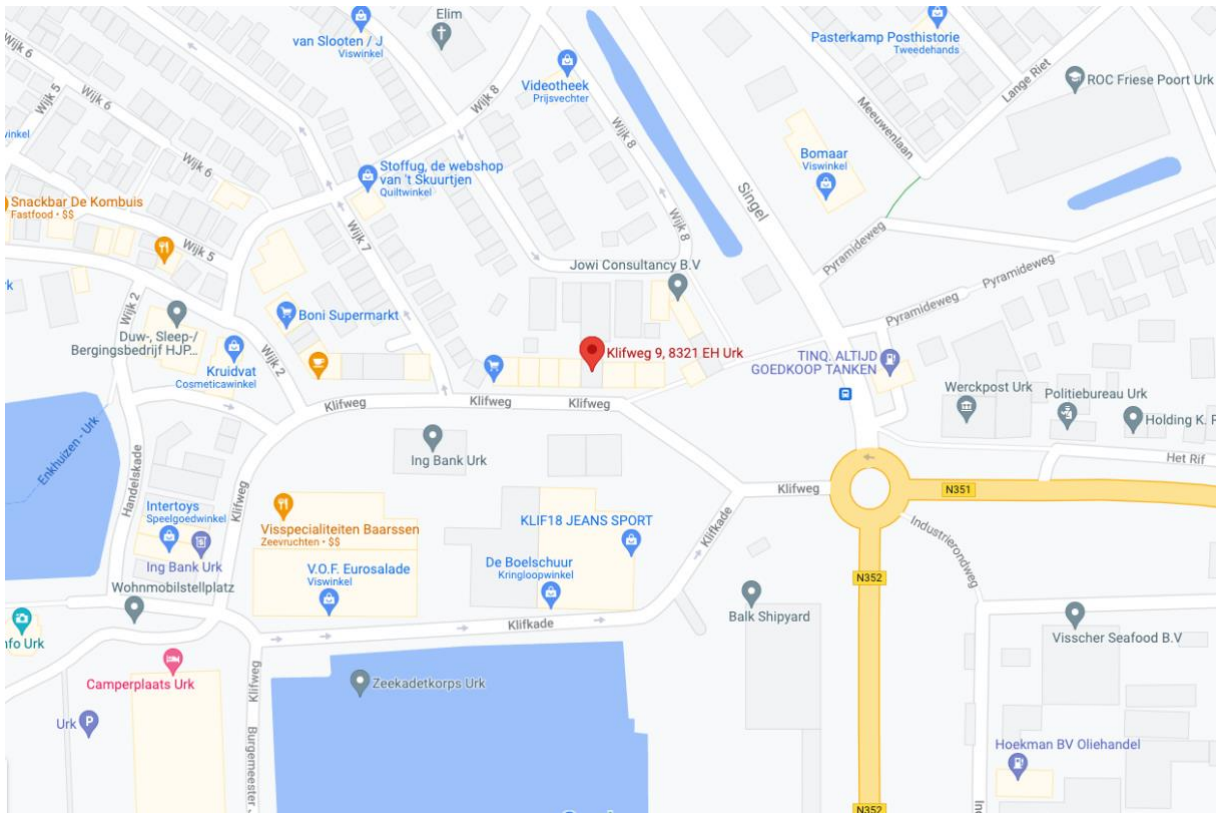 Elim
van Slooten / J
Viswinkel
Pasterkamp Posthistorie
Tweedehands
Wijk 6
Wijk 6
Wijk 6
Wijk 5
winkel
Videotheek
Prijsvechter
Wijk 8
Wijk 8
Lange Riet
ROC Friese Poort Urk
Meeuwenlaan
Bomaar
Viswinkel
Stoffug, de webshop
van 't Skuurtjen
Quiltwinkel
Snackbar De Kombuis
Fastfood • $$
Wijk 5
Wijk 7
Wijk 8
Singel
Pyramideweg
Pyramideweg
Pyramideweg
Jowi Consultancy B.V
Wijk 2
Duw-, Sleep-/
Bergingsbedrijf HJP...
Boni Supermarkt
Kruidvat
Cosmeticawinkel
Wijk 2
Klifweg 9, 8321 EH Urk
TINQ. ALTIJD
GOEDKOOP TANKEN
Werckpost Urk
Politiebureau Urk
Holding K. R
Klifweg
Klifweg
Klifweg
Het Rif
Enkhuizen - Urk
Handelskade
Ing Bank Urk
Klifweg
N351
Klifweg
Intertoys
Speelgoedwinkel
Visspecialiteiten Baarssen
Zeevruchten • $$
KLIF18 JEANS SPORT
Klifkade
Industrierondweg
Ing Bank Urk
V.O.F. Eurosalade
Viswinkel
De Boelschuur
Kringloopwinkel
N352
Wohnmobilstellplatz
Klifkade
Balk Shipyard
Visscher Seafood B.V
nfo Urk
Camperplaats Urk
Zeekadetkorps Urk
Klifweg
Urk
P
Burgemeester
Hoekman BV Oliehandel
N352